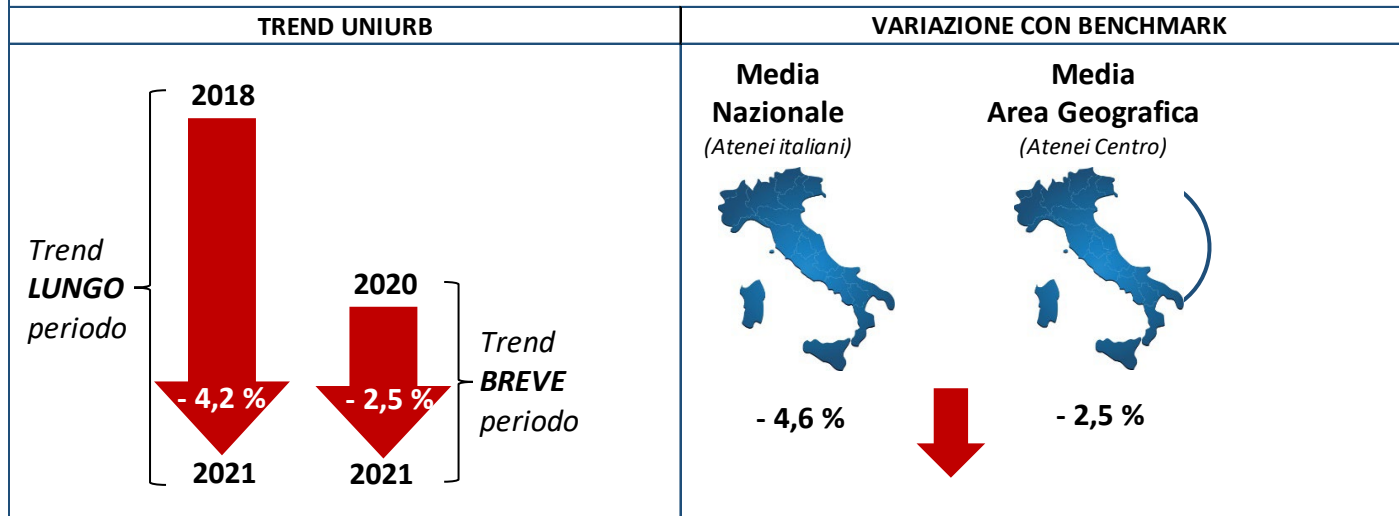 TREND UNIURB
2018
Trend
LUNGO
periodo
2020
Trend
BREVE
periodo
- 4,2 %
- 2,5 %
2021
2021
VARIAZIONE CON BENCHMARK
Media
Nazionale
(Atenei italiani)
Media
Area Geografica
(Atenei Centro)
- 4,6 %
- 2,5 %